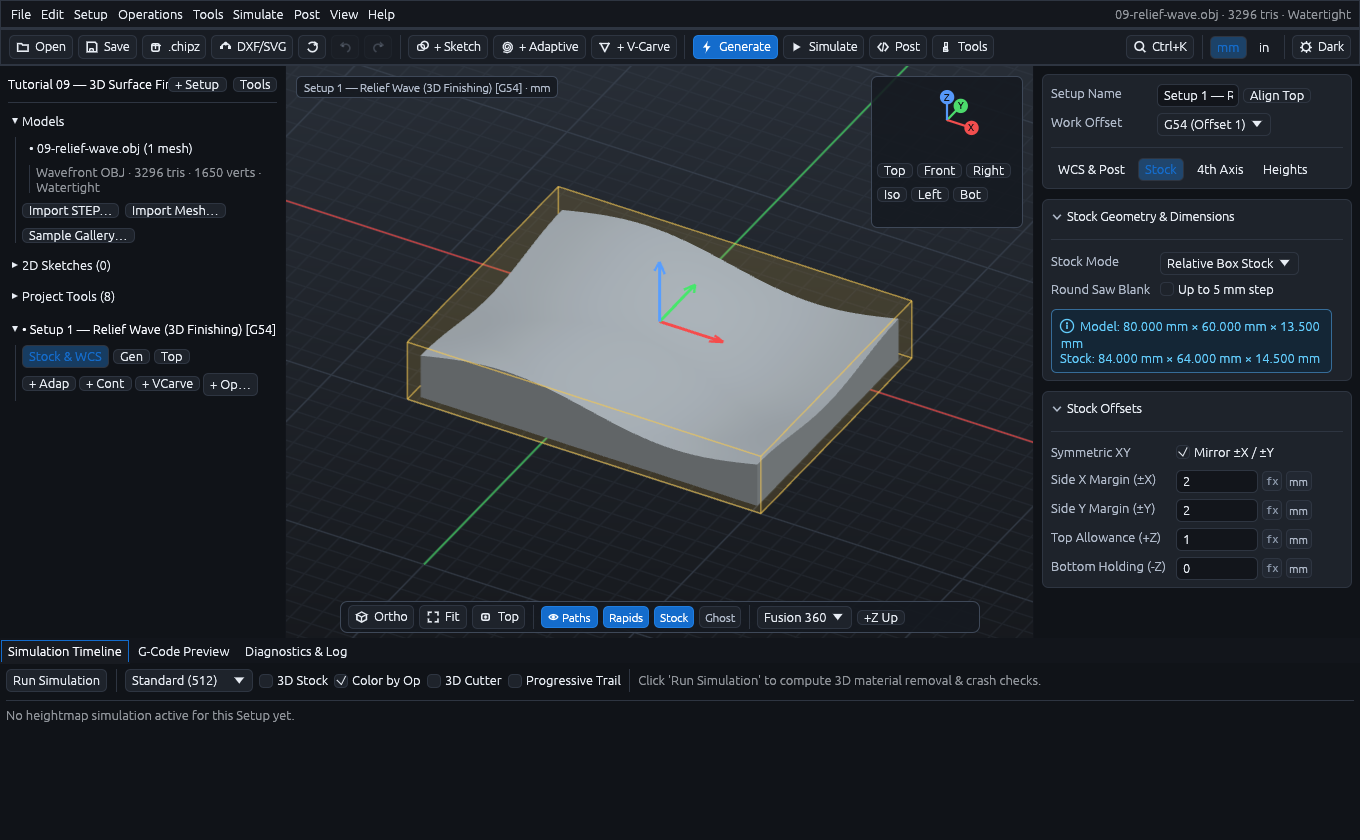 File Edit Setup Operations Tools Simulate Post View Help 09-relief-wave.obj · 3296 tris · Watertight
Open Save .chipz DXF/SVG + Sketch + Adaptive + V-Carve Generate Simulate Post Tools Ctrl+K mm in Dark
Tutorial 09 — 3D Surface Fir + Setup Tools
Models
• 09-relief-wave.obj (1 mesh)
Wavefront OBJ · 3296 tris · 1650 verts ·
Watertight
Import STEP… Import Mesh…
Sample Gallery…
2D Sketches (0)
Project Tools (8)
• Setup 1 — Relief Wave (3D Finishing) [G54]
Stock & WCS Gen Top
+ Adap + Cont + VCarve + Op…
Setup 1 — Relief Wave (3D Finishing) [G54] · mm
Z Y X
Top Front Right
Iso Left Bot
Ortho Fit Top Paths Rapids Stock Ghost Fusion 360 +Z Up
Setup Name Setup 1 — R Align Top
Work Offset G54 (Offset 1)
WCS & Post Stock 4th Axis Heights
Stock Geometry & Dimensions
Stock Mode Relative Box Stock
Round Saw Blank Up to 5 mm step
Model: 80.000 mm × 60.000 mm × 13.500
mm
Stock: 84.000 mm × 64.000 mm × 14.500 mm
Stock Offsets
Symmetric XY Mirror ±X / ±Y
Side X Margin (±X) 2 fx mm
Side Y Margin (±Y) 2 fx mm
Top Allowance (+Z) 1 fx mm
Bottom Holding (-Z) 0 fx mm
Simulation Timeline G-Code Preview Diagnostics & Log
Run Simulation Standard (512) 3D Stock Color by Op 3D Cutter Progressive Trail Click 'Run Simulation' to compute 3D material removal & crash checks.
No heightmap simulation active for this Setup yet.